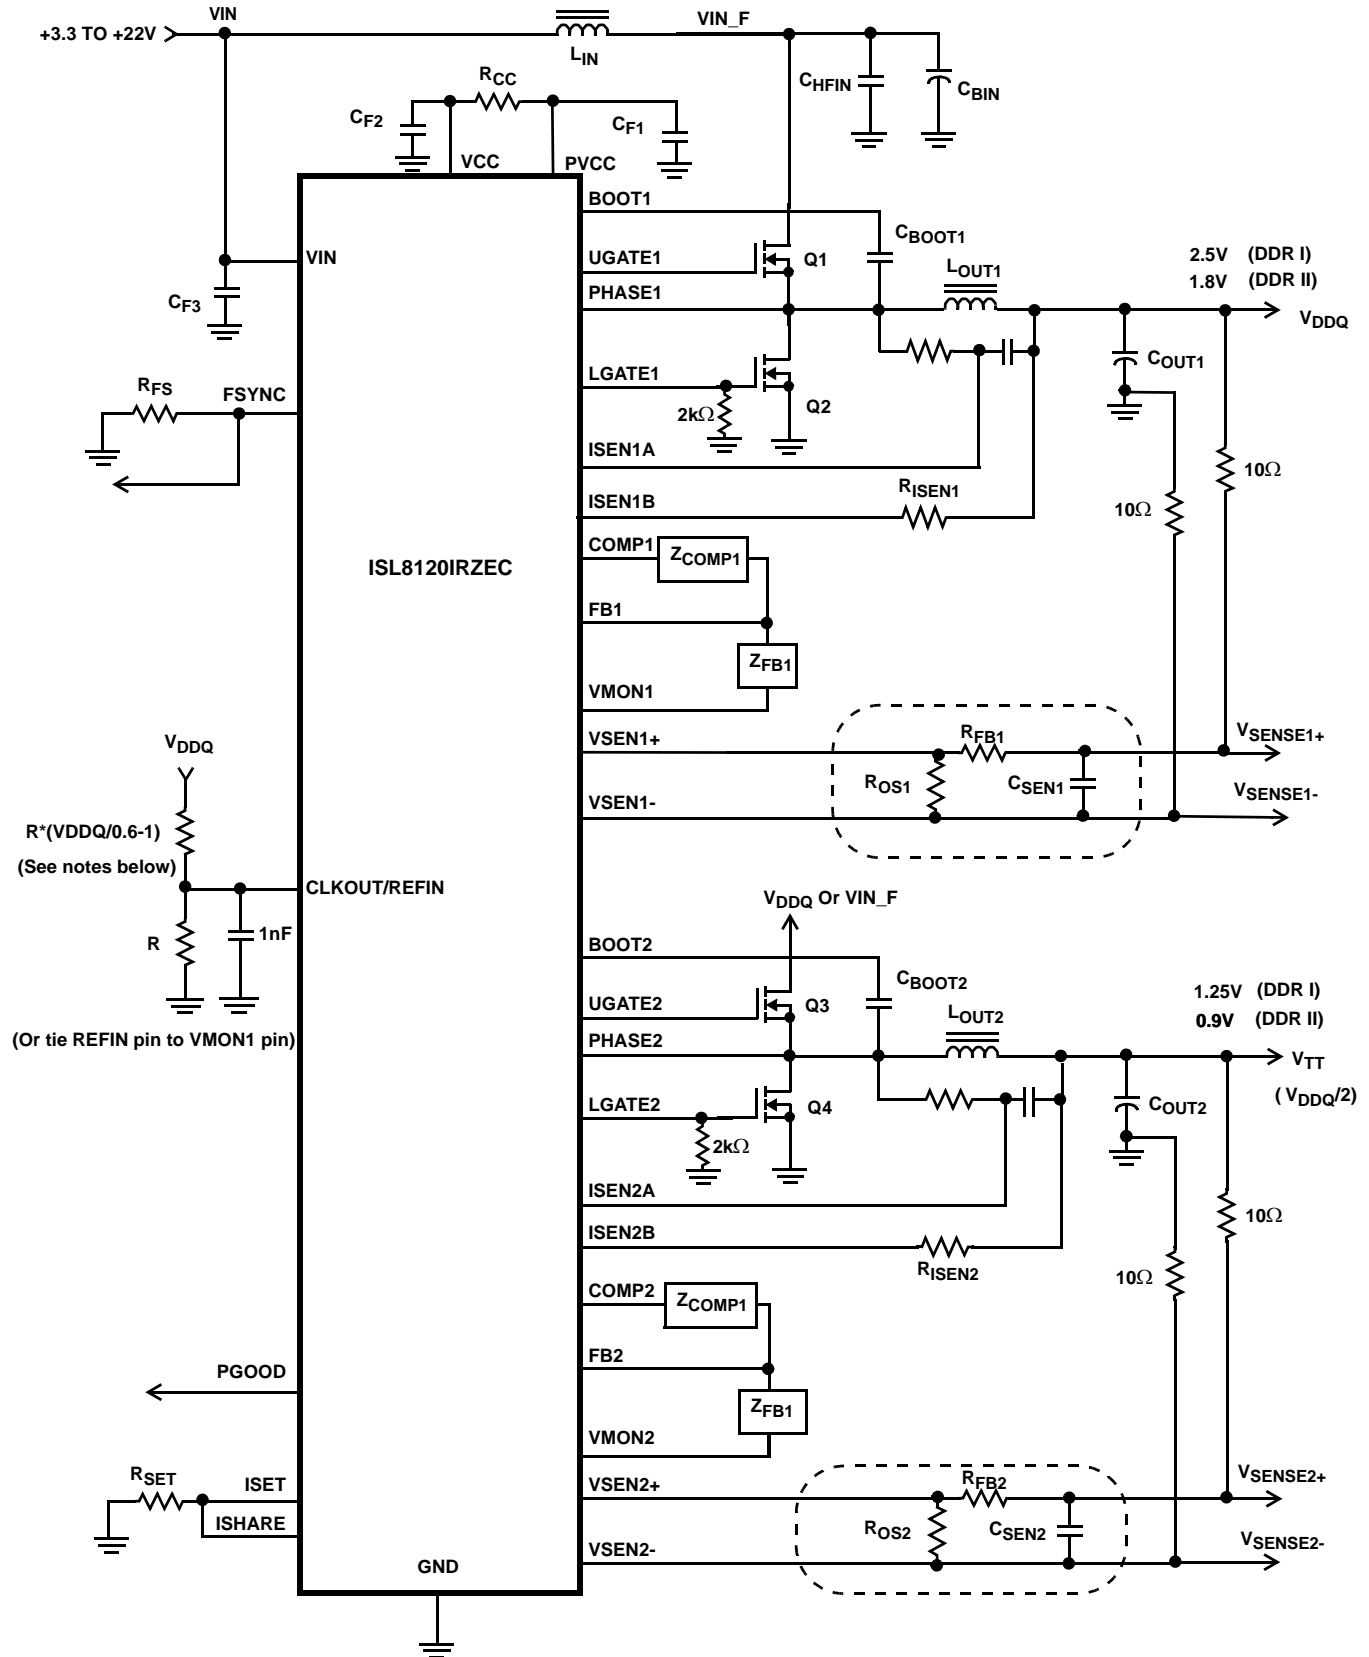 VIN
+3.3 TO +22V
LIN
VIN_F
CHFIN
CBIN
RCC
CF2
CF1
VCC
PVCC
BOOT1
CBOOT1
VIN
UGATE1
Q1
LOUT1
2.5V (DDR I)
1.8V (DDR II)
CF3
PHASE1
VDDQ
COUT1
RFS
FSYNC
LGATE1
Q2
2kΩ
ISEN1A
10Ω
RISEN1
ISEN1B
10Ω
COMP1
ZCOMP1
ISL8120IRZEC
FB1
ZFB1
VMON1
VDDQ
VSEN1+
RFB1
VSENSE1+
ROS1
CSEN1
VSEN1-
VSENSE1-
R*(VDDQ/0.6-1)
(See notes below)
CLKOUT/REFIN
VDDQ Or VIN_F
R
1nF
BOOT2
CBOOT2
UGATE2
Q3
LOUT2
1.25V (DDR I)
0.9V (DDR II)
(Or tie REFIN pin to VMON1 pin)
PHASE2
VTT
(VDDQ/2)
LGATE2
Q4
COUT2
2kΩ
ISEN2A
10Ω
ISEN2B
RISEN2
10Ω
COMP2
ZCOMP1
FB2
PGOOD
ZFB1
VMON2
RSET
ISET
VSEN2+
RFB2
VSENSE2+
ISHARE
ROS2
CSEN2
VSEN2-
VSENSE2-
GND